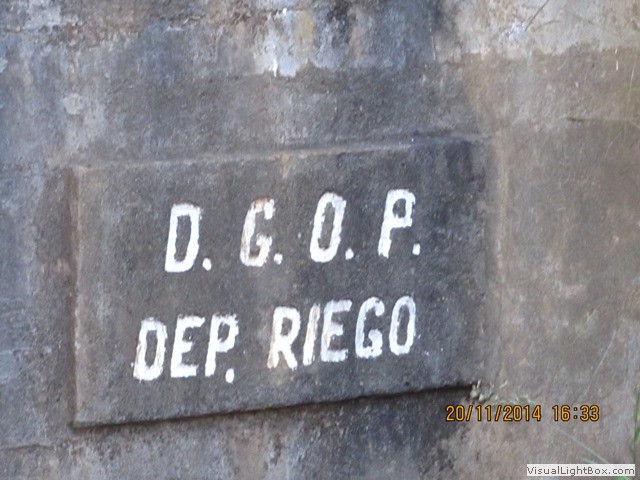 D. G. O. P.
DEP. RIEGO
20/11/2014 16:33
VisualLightBox.com